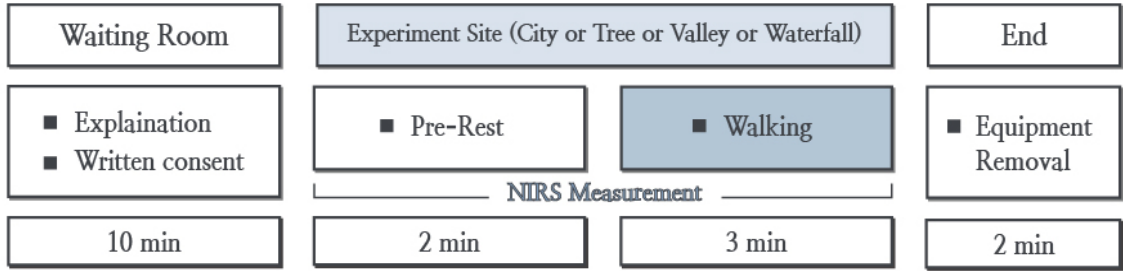 Waiting Room
Experiment Site (City or Tree or Valley or Waterfall)
End
■ Explaination
■ Written consent
■ Pre-Rest
■ Walking
■ Equipment
Removal
NIRS Measurement
10 min
2 min
3 min
2 min